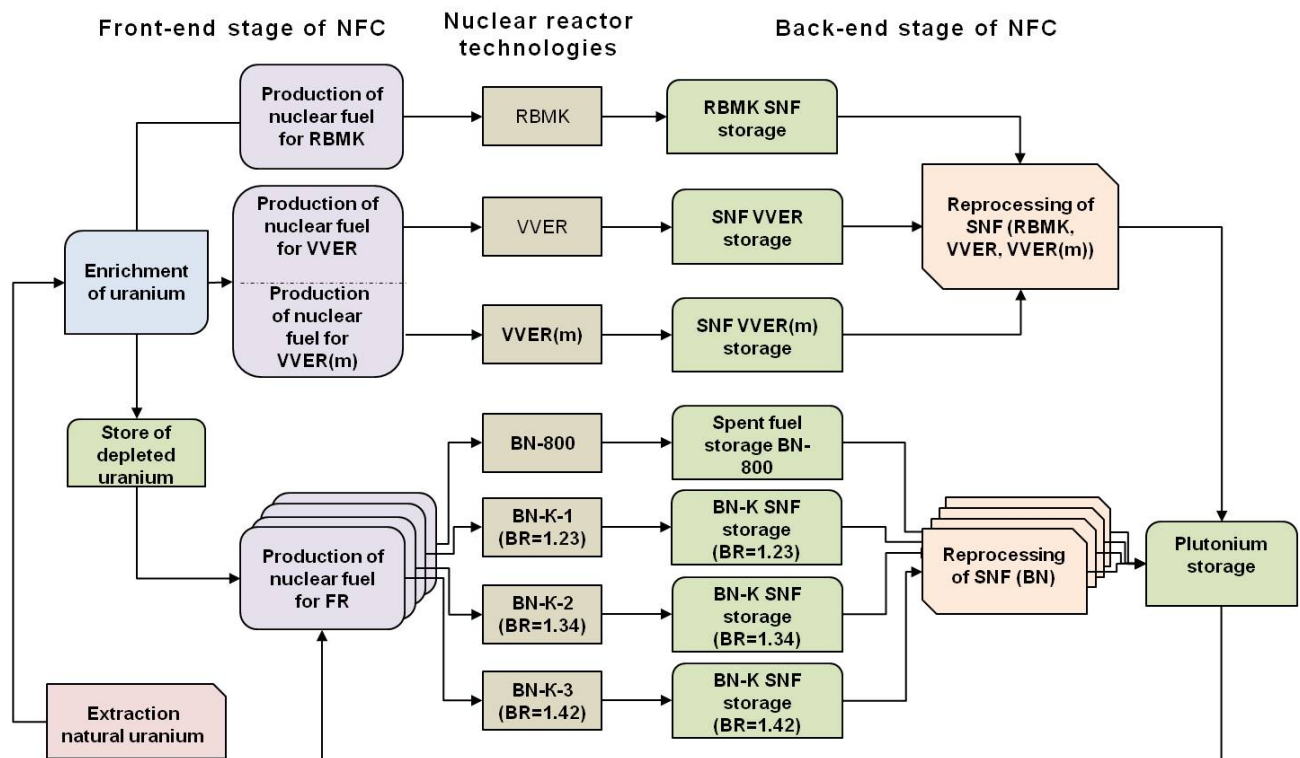 Front-end stage of NFC
Nuclear reactor
technologies
Back-end stage of NFC
Production of
nuclear fuel
for RBMK
RBMK
RBMK SNF
storage
Production of
nuclear fuel
for VVER
VVER
SNF VVER
storage
Reprocessing of
SNF (RBMK,
VVER, VVER(m))
Enrichment
of uranium
Production
of nuclear
fuel for
VVER(m)
VVER(m)
SNF VVER(m)
storage
Store of
depleted
uranium
BN-800
Spent fuel
storage BN-
800
Production of
nuclear fuel
for FR
BN-K-1
(BR=1.23)
BN-K SNF
storage
(BR=1.23)
Reprocessing
of SNF (BN)
Plutonium
storage
BN-K-2
(BR=1.34)
BN-K SNF
storage
(BR=1.34)
BN-K-3
(BR=1.42)
BN-K SNF
storage
(BR=1.42)
Extraction
natural uranium